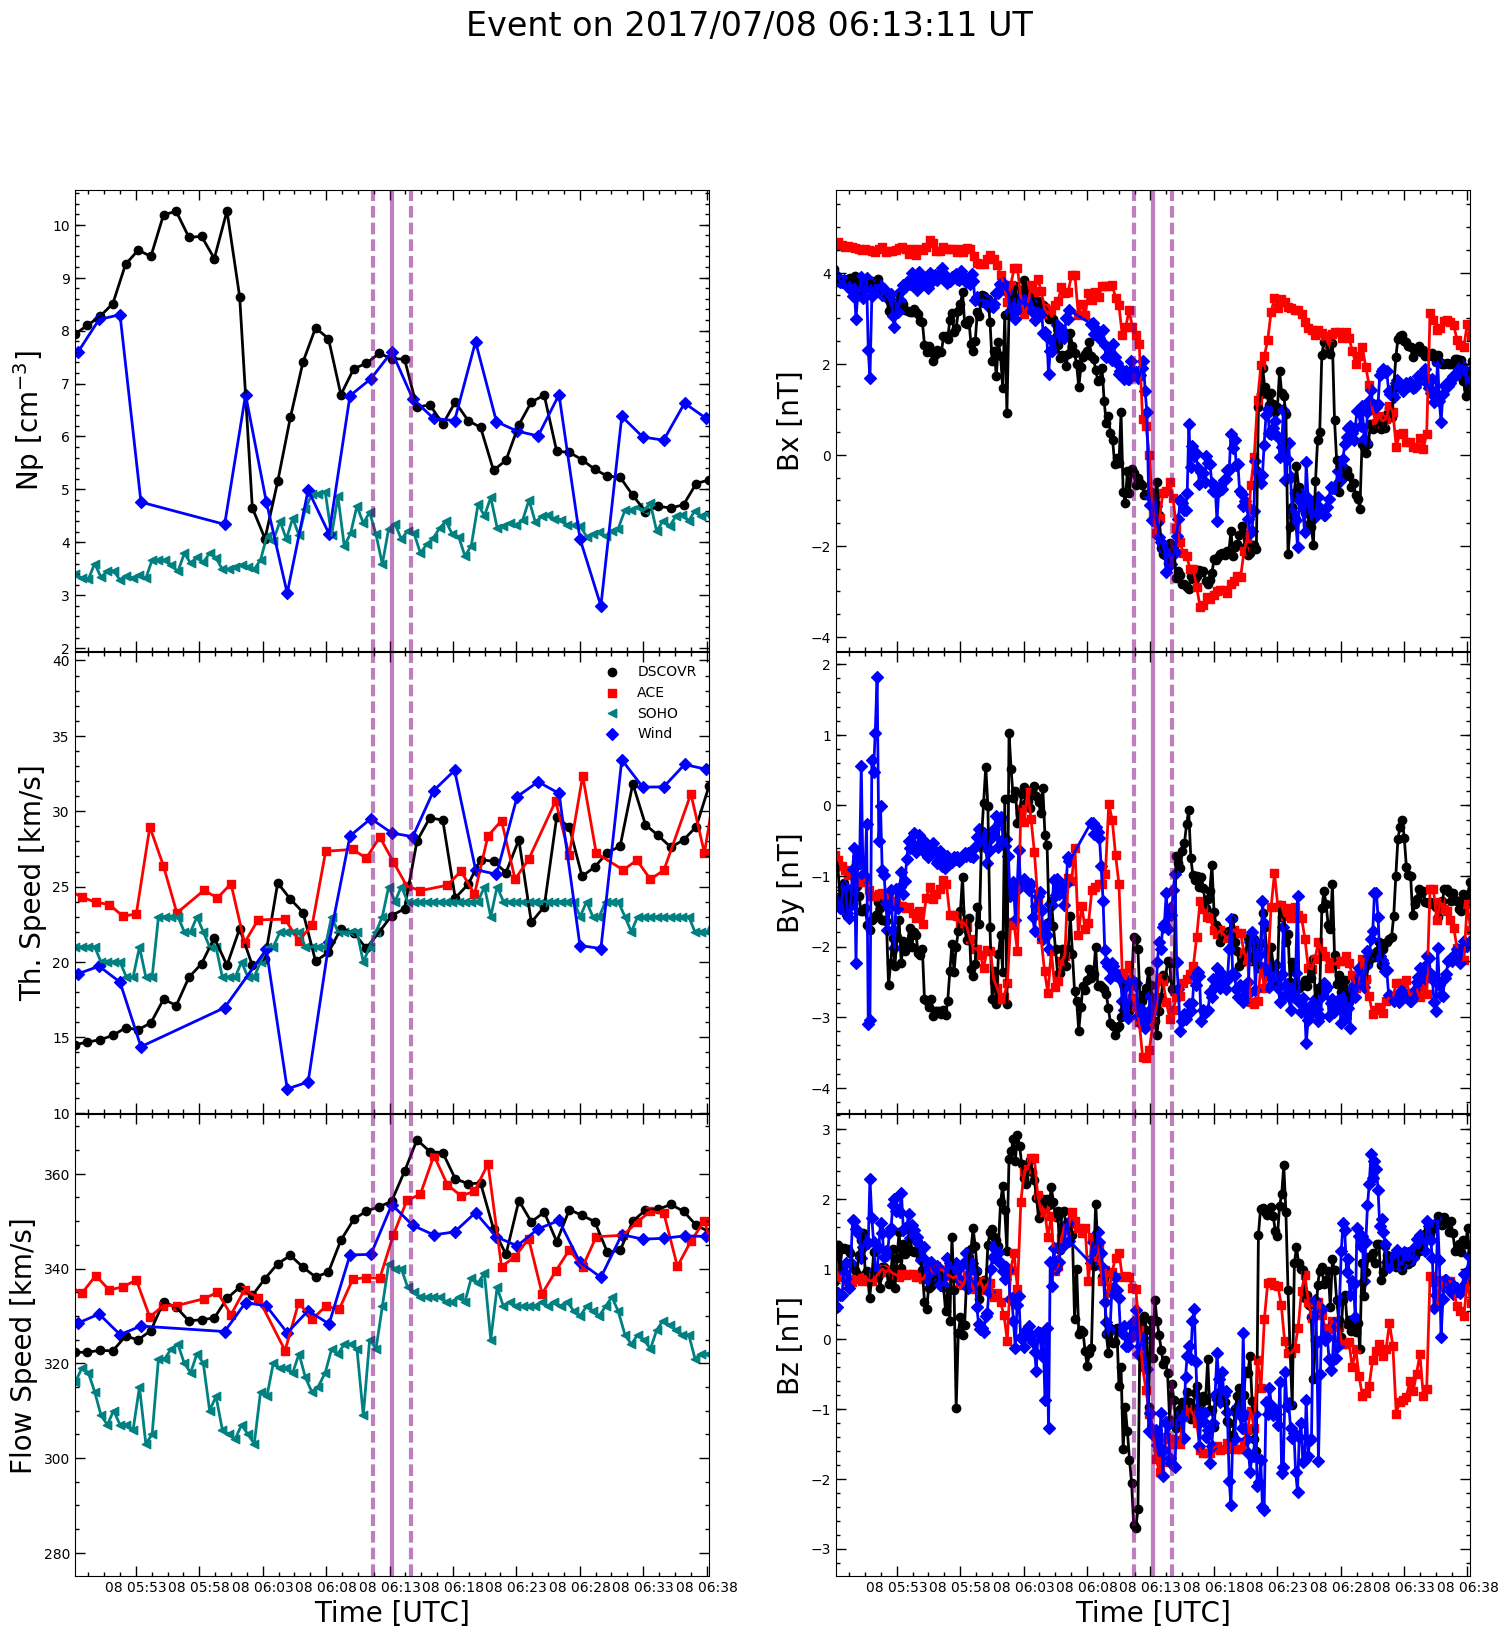 Event on 2017/07/08 06:13:11 UT
Np [cm⁻³]
10
9
8
7
6
5
4
3
2
Th. Speed [km/s]
40
35
30
25
20
15
10
DSCOVR
ACE
SOHO
Wind
Flow Speed [km/s]
360
340
320
300
280
08 05:53 08 05:58 08 06:03 08 06:08 08 06:13 08 06:18 08 06:23 08 06:28 08 06:33 08 06:38
Time [UTC]
Bx [nT]
4
2
0
−2
−4
By [nT]
2
1
0
−1
−2
−3
−4
Bz [nT]
3
2
1
0
−1
−2
−3
08 05:53 08 05:58 08 06:03 08 06:08 08 06:13 08 06:18 08 06:23 08 06:28 08 06:33 08 06:38
Time [UTC]